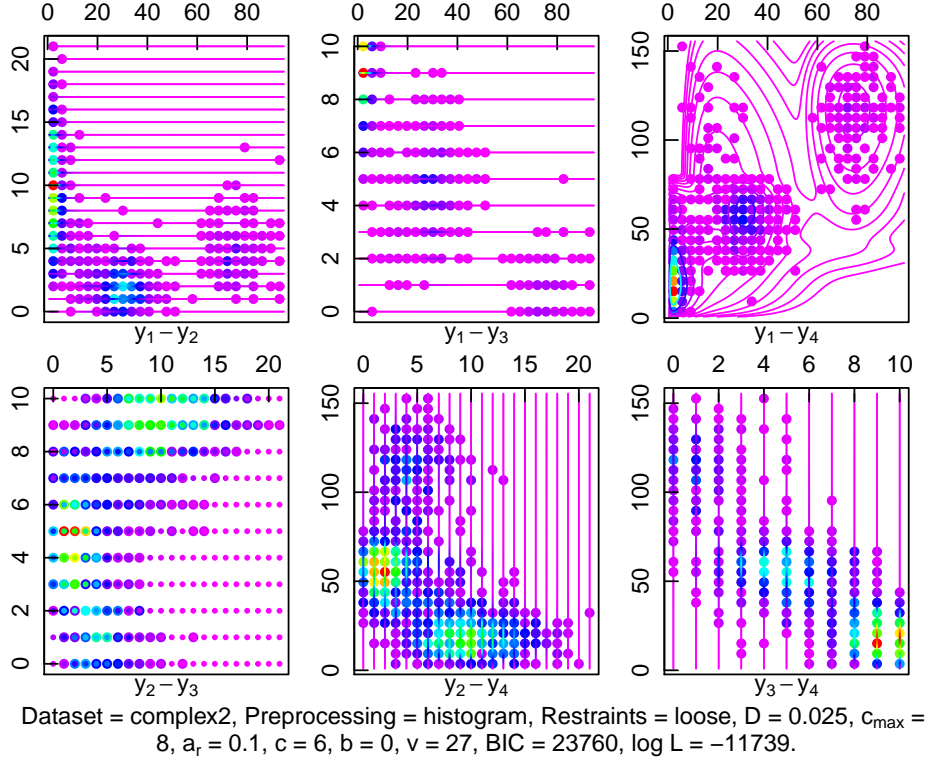 0 20 40 60 80
0 20 40 60 80
0 20 40 60 80
0 5 10 15 20
0 2 4 6 8 10
0 50 100 150
y1 − y2
y1 − y3
y1 − y4
0 5 10 15 20
0 5 10 15 20
0 2 4 6 8 10
0 2 4 6 8 10
0 50 100 150
0 50 100 150
y2 − y3
y2 − y4
y3 − y4
Dataset = complex2, Preprocessing = histogram, Restraints = loose, D = 0.025, cmax =
8, ar = 0.1, c = 6, b = 0, v = 27, BIC = 23760, log L = −11739.